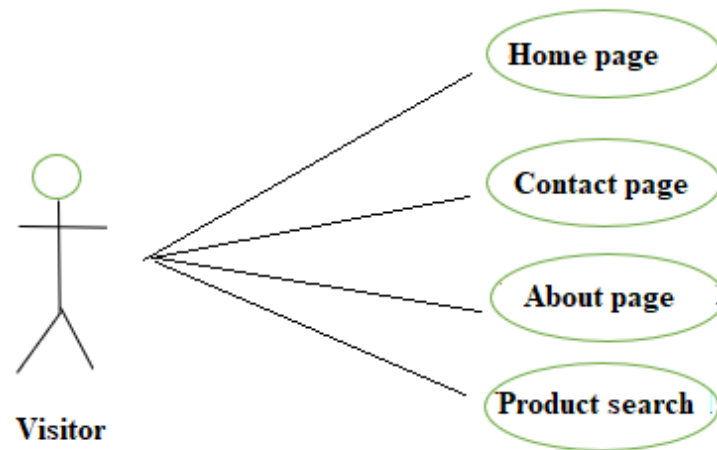 Home page
Contact page
About page
Product search
Visitor